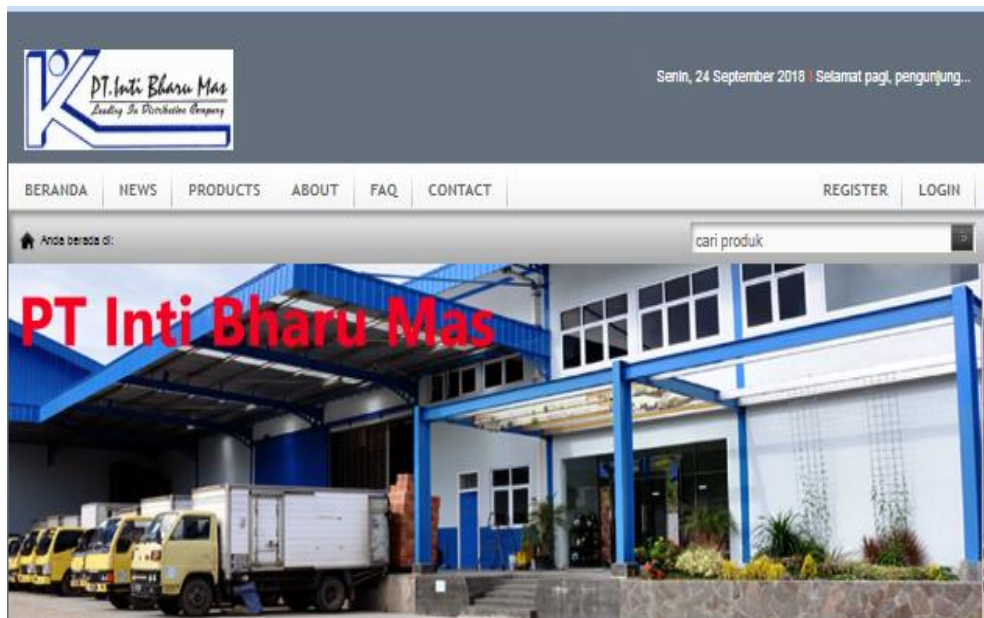 PT.Inti Bharu Mas
Leading In Distribution Company
Senin, 24 September 2018 | Selamat pagi, pengunjung...
BERANDA NEWS PRODUCTS ABOUT FAQ CONTACT REGISTER LOGIN
Anda berada di: cari produk
PT Inti Bharu Mas